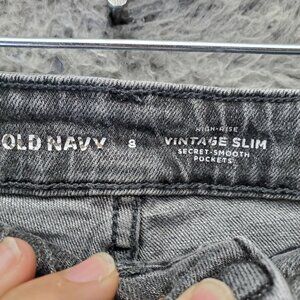 OLD NAVY
8
HIGH-RISE
VINTAGE SLIM
SECRET-SMOOTH
POCKETS